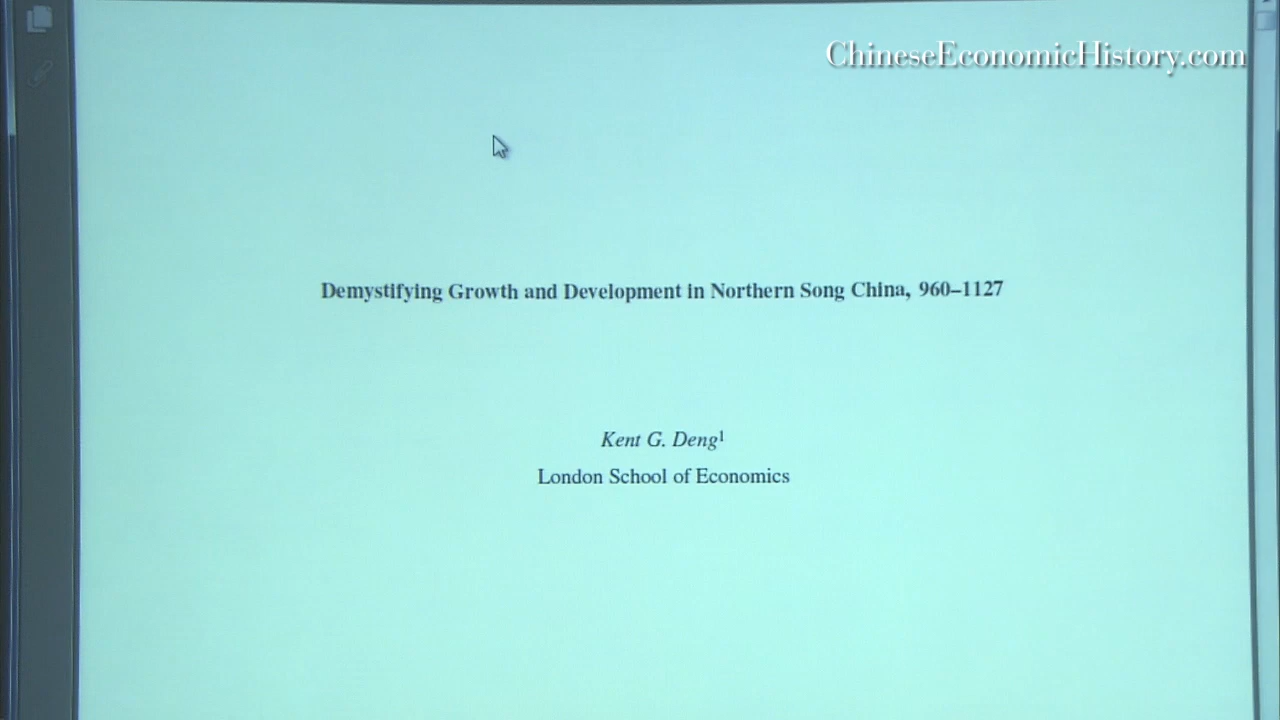 ChineseEconomicHistory.com
Demystifying Growth and Development in Northern Song China, 960–1127
Kent G. Deng1
London School of Economics